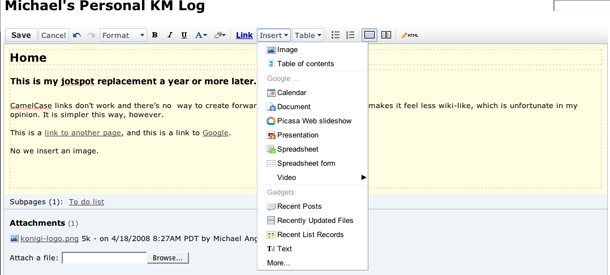 Michael's Personal KM Log
Save Cancel Format B I U A Link Insert Table HTML
Home
This is my jotspot replacement a year or more later.
CamelCase links don't work and there's no way to create forwar makes it feel less wiki-like, which is unfortunate in my
opinion. It is simpler this way, however.
This is a link to another page, and this is a link to Google.
No we insert an image.
Image
Table of contents
Google ...
Calendar
Document
Picasa Web slideshow
Presentation
Spreadsheet
Spreadsheet form
Video
Gadgets
Recent Posts
Recently Updated Files
Recent List Records
Text
More...
Subpages (1): To do list
Attachments (1)
konigi-logo.png 5k - on 4/18/2008 8:27AM PDT by Michael Ang
Attach a file: Browse...